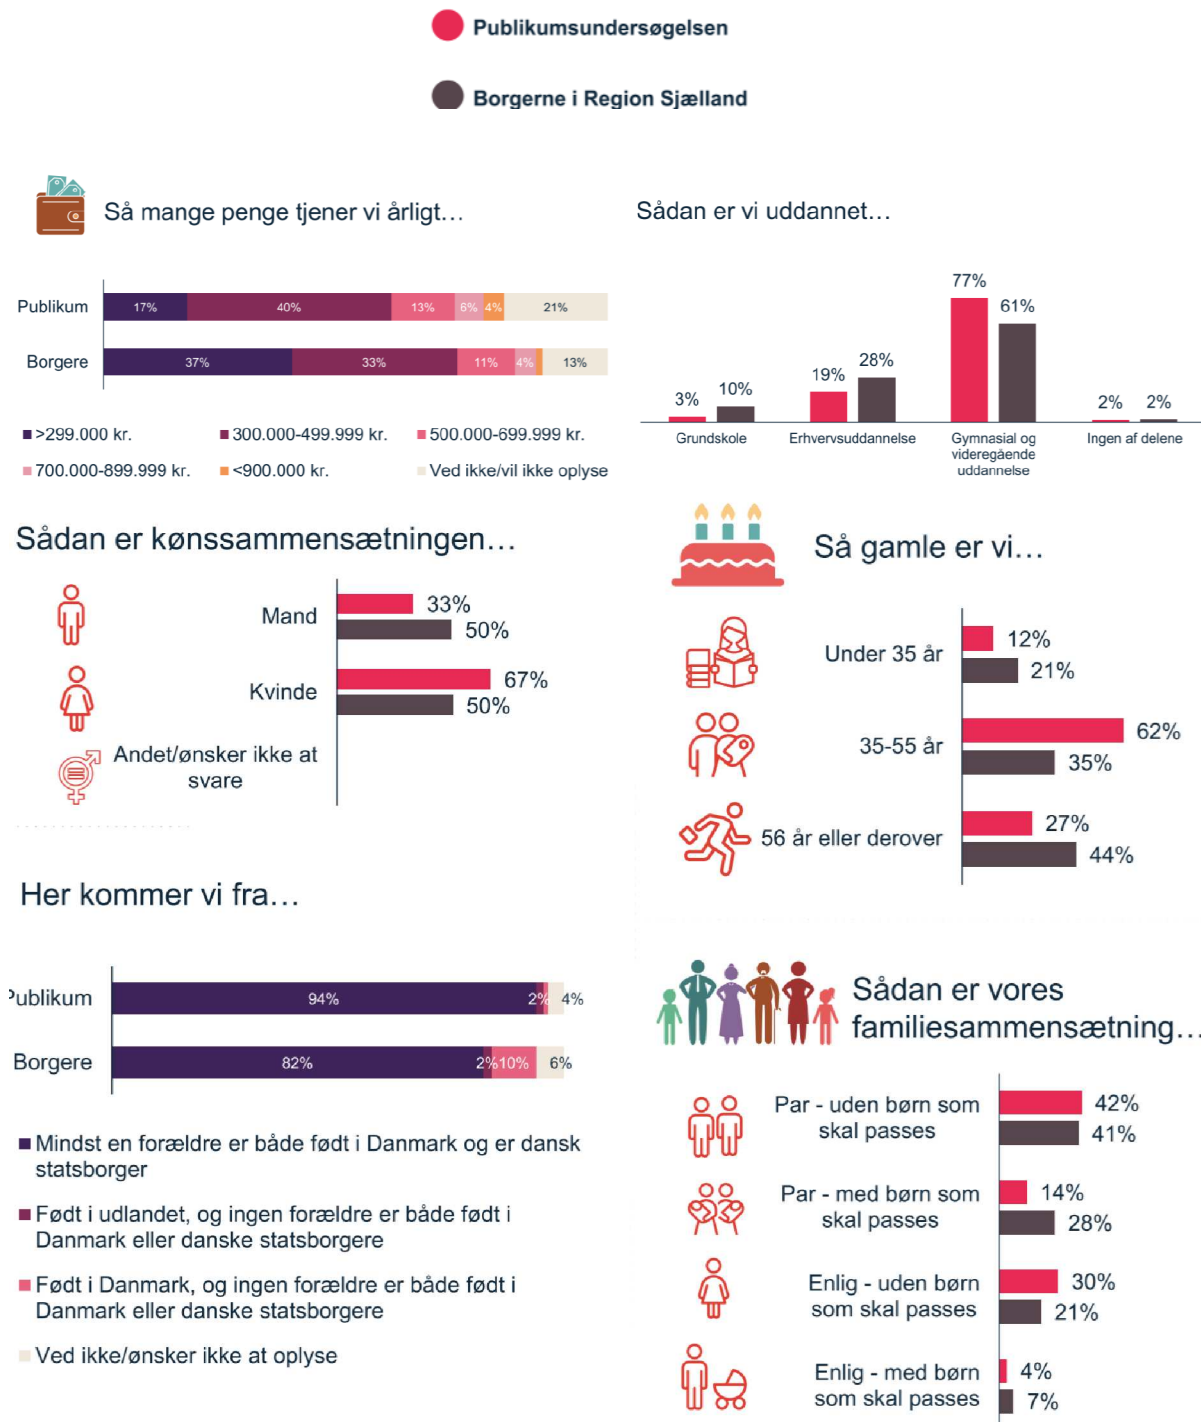 Publikumsundersøgelsen
Borgerne i Region Sjælland
Så mange penge tjener vi årligt…
Publikum
17%
40%
13%
6%
4%
21%
Borgere
37%
33%
11%
4%
13%
>299.000 kr.
300.000-499.999 kr.
500.000-699.999 kr.
700.000-899.999 kr.
<900.000 kr.
Ved ikke/vil ikke oplyse
Sådan er vi uddannet…
3%
10%
19%
28%
77%
61%
2%
2%
Grundskole
Erhvervsuddannelse
Gymnasial og
videregående
uddannelse
Ingen af delene
Sådan er kønssammensætningen…
Mand
33%
50%
Kvinde
67%
50%
Andet/ønsker ikke at
svare
Så gamle er vi…
Under 35 år
12%
21%
35-55 år
62%
35%
56 år eller derover
27%
44%
Her kommer vi fra…
Publikum
94%
2%
4%
Borgere
82%
2%
10%
6%
Mindst en forældre er både født i Danmark og er dansk
statsborger
Født i udlandet, og ingen forældre er både født i
Danmark eller danske statsborgere
Født i Danmark, og ingen forældre er både født i
Danmark eller danske statsborgere
Ved ikke/ønsker ikke at oplyse
Sådan er vores
familiesammensætning…
Par - uden børn som
skal passes
42%
41%
Par - med børn som
skal passes
14%
28%
Enlig - uden børn
som skal passes
30%
21%
Enlig - med børn
som skal passes
4%
7%